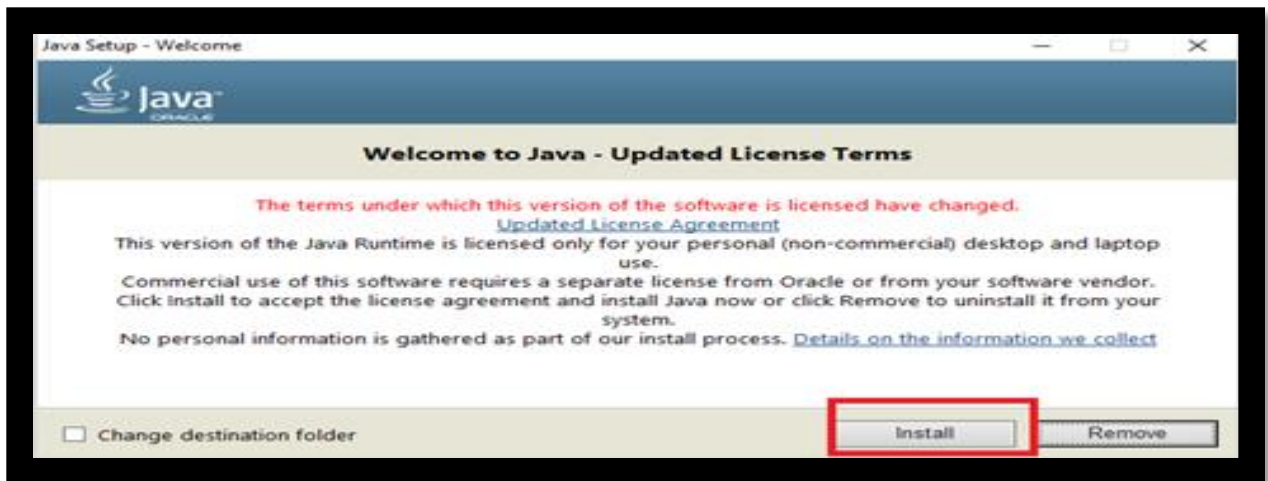 Java Setup - Welcome
Java
ORACLE
Welcome to Java - Updated License Terms
The terms under which this version of the software is licensed have changed.
Updated License Agreement
This version of the Java Runtime is licensed only for your personal (non-commercial) desktop and laptop
use.
Commercial use of this software requires a separate license from Oracle or from your software vendor.
Click Install to accept the license agreement and install Java now or click Remove to uninstall it from your
system.
No personal information is gathered as part of our install process. Details on the information we collect
Change destination folder
Install
Remove